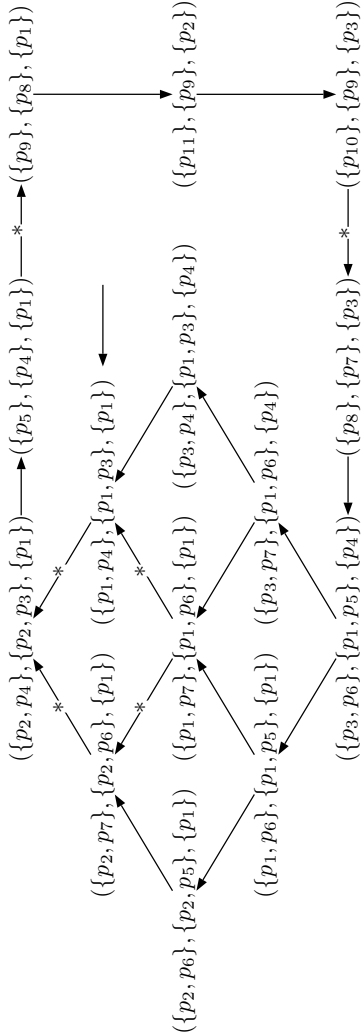 ({p₂, p₄}, {p₂, p₃}, {p₁}) ({p₅}, {p₄}, {p₁}) * ({p₉}, {p₈}, {p₁})
* *
({p₂, p₇}, {p₂, p₆}, {p₁}) ({p₁, p₄}, {p₁, p₃}, {p₁})
* *
({p₂, p₆}, {p₂, p₅}, {p₁}) ({p₁, p₇}, {p₁, p₆}, {p₁}) ({p₃, p₄}, {p₁, p₃}, {p₄}) ({p₁₁}, {p₉}, {p₂})
({p₁, p₆}, {p₁, p₅}, {p₁}) ({p₃, p₇}, {p₁, p₆}, {p₄})
({p₃, p₆}, {p₁, p₅}, {p₄}) ({p₈}, {p₇}, {p₃}) * ({p₁₀}, {p₉}, {p₃})